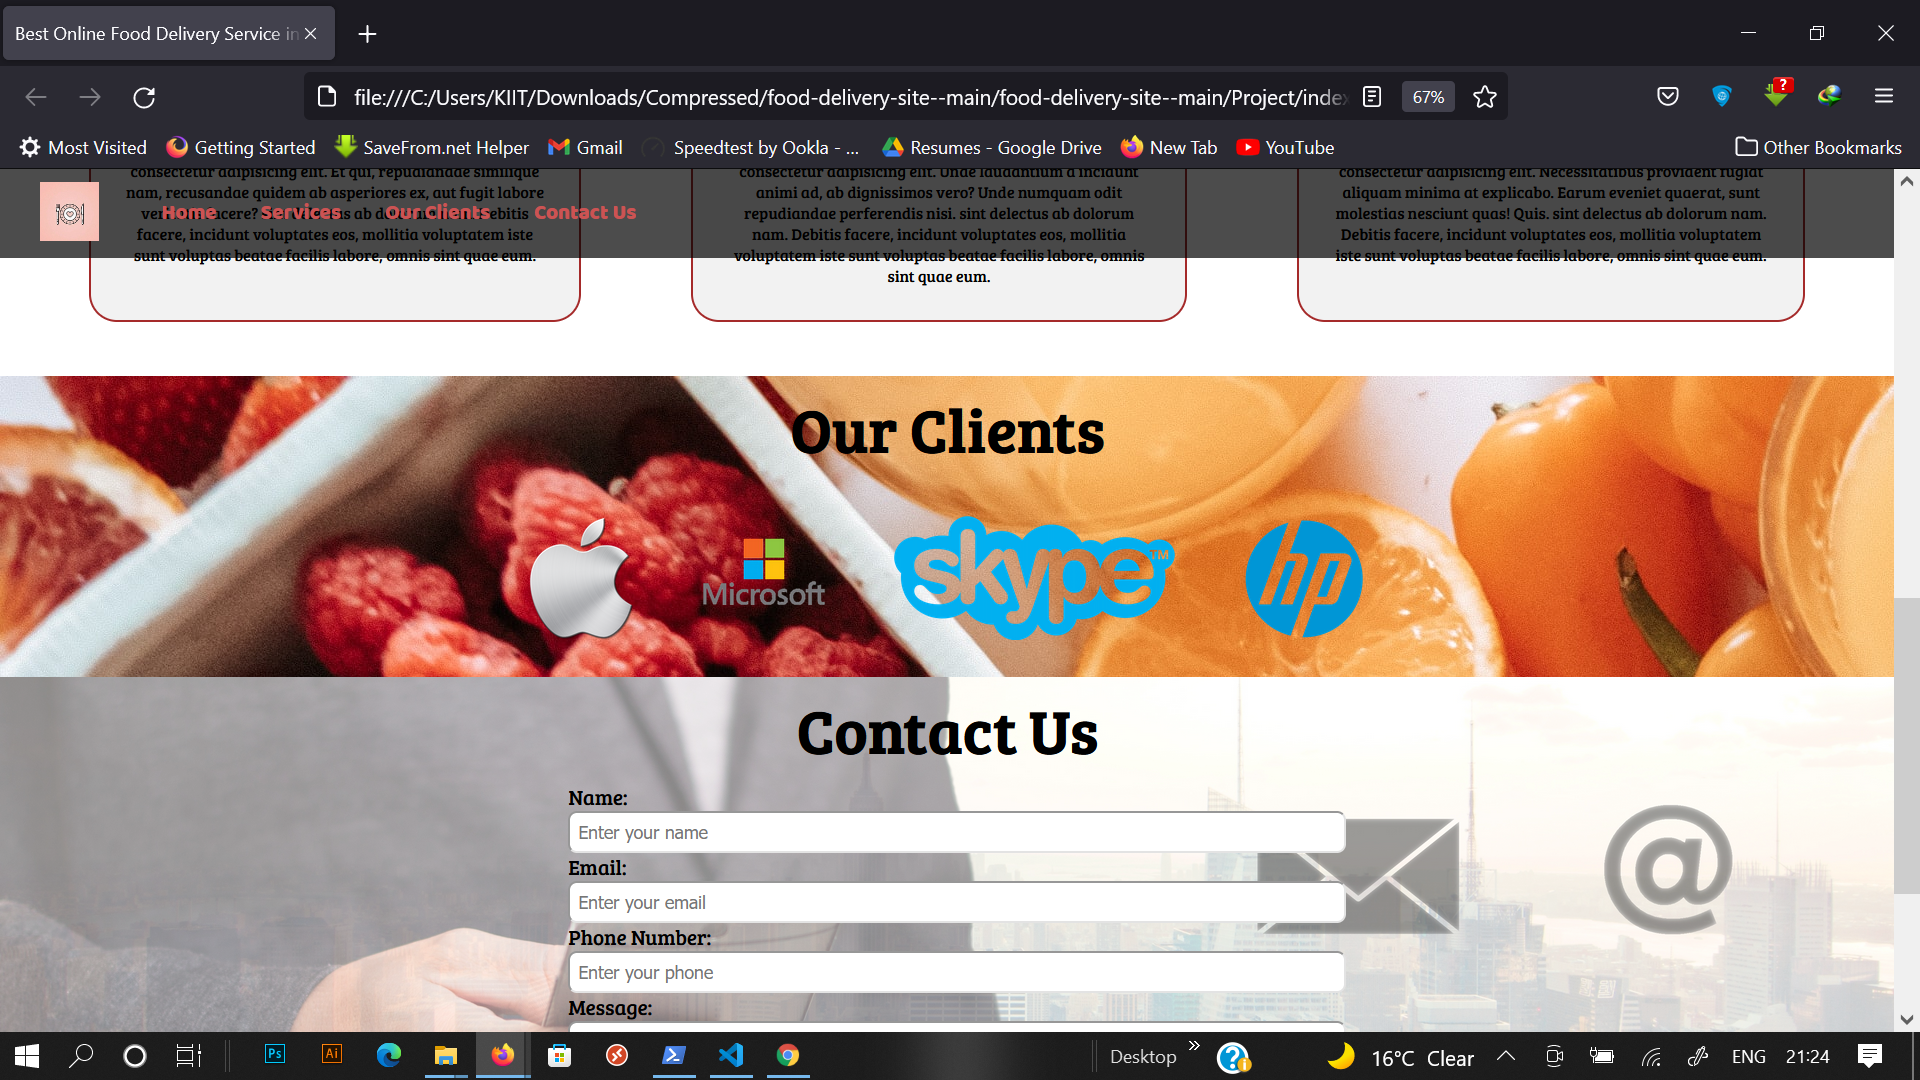 Best Online Food Delivery Service in
file:///C:/Users/KIIT/Downloads/Compressed/food-delivery-site--main/food-delivery-site--main/Project/index
67%
?
Most Visited
Getting Started
SaveFrom.net Helper
Gmail
Speedtest by Ookla - ...
Resumes - Google Drive
New Tab
YouTube
Other Bookmarks
Home
Services
Our Clients
Contact Us
consectetur adipisicing elit. Et qui, repudiandae similique
nam, recusandae quidem ab asperiores ex, aut fugit labore
facere, incidunt voluptates eos, mollitia voluptatem iste
sunt voluptas beatae facilis labore, omnis sint quae eum.
consectetur adipisicing elit. Unde laudantium a incidunt
animi ad, ab dignissimos vero? Unde numquam odit
repudiandae perferendis nisi. sint delectus ab dolorum
nam. Debitis facere, incidunt voluptates eos, mollitia
voluptatem iste sunt voluptas beatae facilis labore, omnis
sint quae eum.
consectetur adipisicing elit. Necessitatibus provident fugiat
aliquam minima at explicabo. Earum eveniet quaerat, sunt
molestias nesciunt quas! Quis. sint delectus ab dolorum nam.
Debitis facere, incidunt voluptates eos, mollitia voluptatem
iste sunt voluptas beatae facilis labore, omnis sint quae eum.
Our Clients
Microsoft
skype™
hp
Contact Us
Name:
Enter your name
Email:
Enter your email
Phone Number:
Enter your phone
Message:
@
Ps
Ai
Desktop
16°C Clear
ENG
21:24